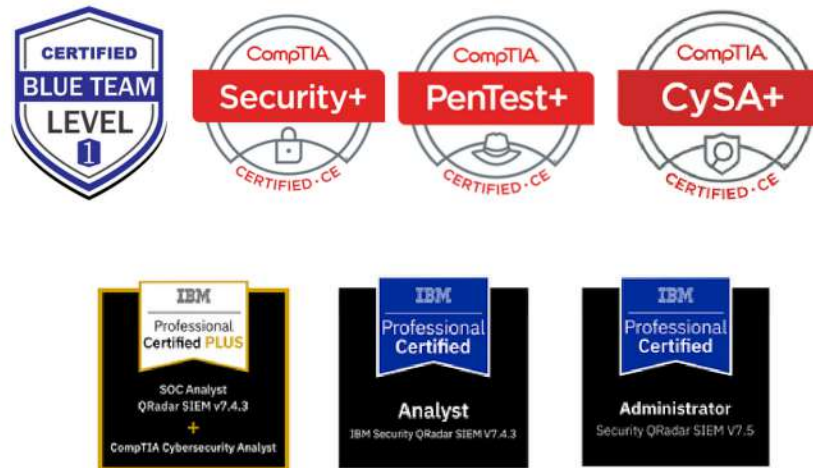 CERTIFIED
BLUE TEAM
LEVEL
1
CompTIA.
Security+
CERTIFIED·CE
CompTIA.
PenTest+
CERTIFIED·CE
CompTIA.
CySA+
CERTIFIED·CE
IBM
Professional
Certified PLUS
SOC Analyst
QRadar SIEM v7.4.3
+
CompTIA Cybersecurity Analyst
IBM
Professional
Certified
Analyst
IBM Security QRadar SIEM V7.4.3
IBM
Professional
Certified
Administrator
Security QRadar SIEM V7.5